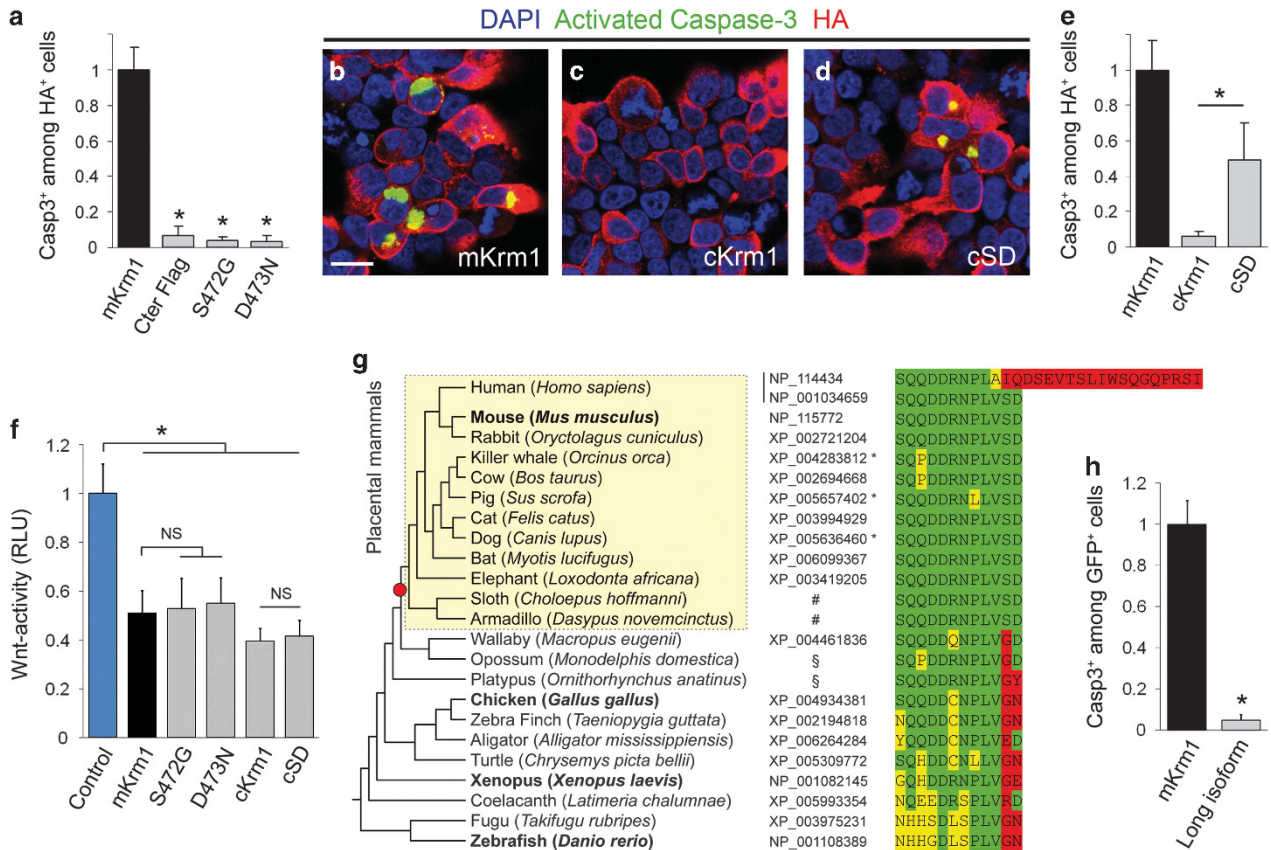 a
Casp3⁺ among HA⁺ cells
1
0.8
0.6
0.4
0.2
0
*
*
*
mKrm1
Cter Flag
S472G
D473N
DAPI Activated Caspase-3 HA
b
mKrm1
c
cKrm1
d
cSD
e
Casp3⁺ among HA⁺ cells
1
0.8
0.6
0.4
0.2
0
*
mKrm1
cKrm1
cSD
f
Wnt-activity (RLU)
1.2
1
0.8
0.6
0.4
0.2
0
*
NS
NS
Control
mKrm1
S472G
D473N
cKrm1
cSD
g
Placental mammals
Human (Homo sapiens) NP_114434 SQQDDRNPLAIQDSEVTSLIWSQGQPRSI
NP_001034659 SQQDDRNPLVSD
Mouse (Mus musculus) NP_115772 SQQDDRNPLVSD
Rabbit (Oryctolagus cuniculus) XP_002721204 SQQDDRNPLVSD
Killer whale (Orcinus orca) XP_004283812 * SQPDDRNPLVSD
Cow (Bos taurus) XP_002694668 SQPDDRNPLVSD
Pig (Sus scrofa) XP_005657402 * SQQDDRNLLVSD
Cat (Felis catus) XP_003994929 SQQDDRNPLVSD
Dog (Canis lupus) XP_005636460 * SQQDDRNPLVSD
Bat (Myotis lucifugus) XP_006099367 SQQDDRNPLVSD
Elephant (Loxodonta africana) XP_003419205 SQQDDRNPLVSD
Sloth (Choloepus hoffmanni) # SQQDDRNPLVSD
Armadillo (Dasypus novemcinctus) # SQQDDRNPLVSD
Wallaby (Macropus eugenii) XP_004461836 SQQDDQNPLVGD
Opossum (Monodelphis domestica) § SQPDDRNPLVGD
Platypus (Ornithorhynchus anatinus) § SQQDDRNPLVGY
Chicken (Gallus gallus) XP_004934381 SQQDDCNPLVGN
Zebra Finch (Taeniopygia guttata) XP_002194818 NQQDDCNPLVGN
Aligator (Alligator mississippiensis) XP_006264284 YQQDDCNPLVED
Turtle (Chrysemys picta bellii) XP_005309772 SQHDDCNLLVGN
Xenopus (Xenopus laevis) NP_001082145 GQHDDRNPLVGE
Coelacanth (Latimeria chalumnae) XP_005993354 NQEEDRSPLVRD
Fugu (Takifugu rubripes) XP_003975231 NHHSDLSPLVGN
Zebrafish (Danio rerio) NP_001108389 NHHGDLSPLVGN
h
Casp3⁺ among GFP⁺ cells
1.2
1
0.8
0.6
0.4
0.2
0
*
mKrm1
Long isoform